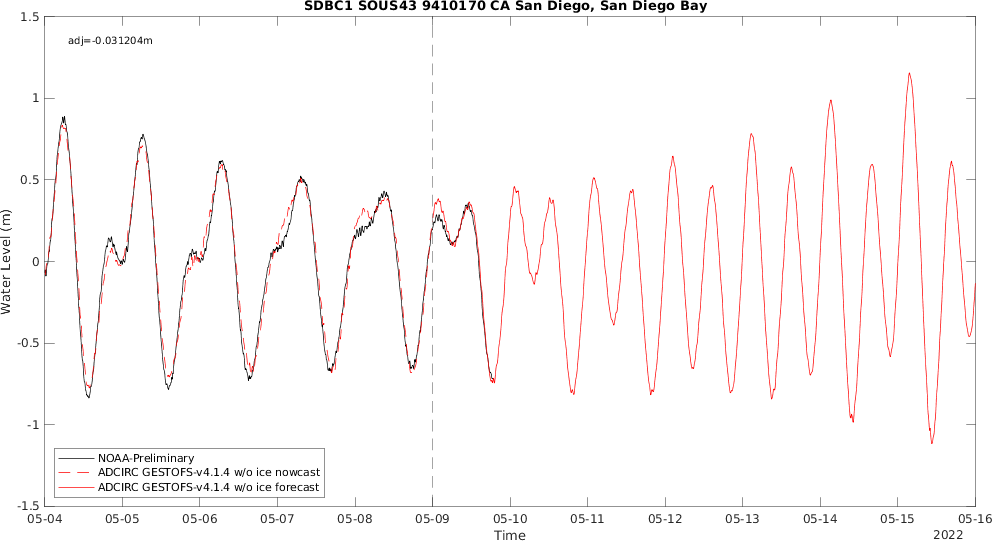 SDBC1 SOUS43 9410170 CA San Diego, San Diego Bay
adj=-0.031204m
1.5
1
0.5
0
-0.5
-1
-1.5
Water Level (m)
NOAA-Preliminary
ADCIRC GESTOFS-v4.1.4 w/o ice nowcast
ADCIRC GESTOFS-v4.1.4 w/o ice forecast
05-04 05-05 05-06 05-07 05-08 05-09 05-10 05-11 05-12 05-13 05-14 05-15 05-16
Time
2022